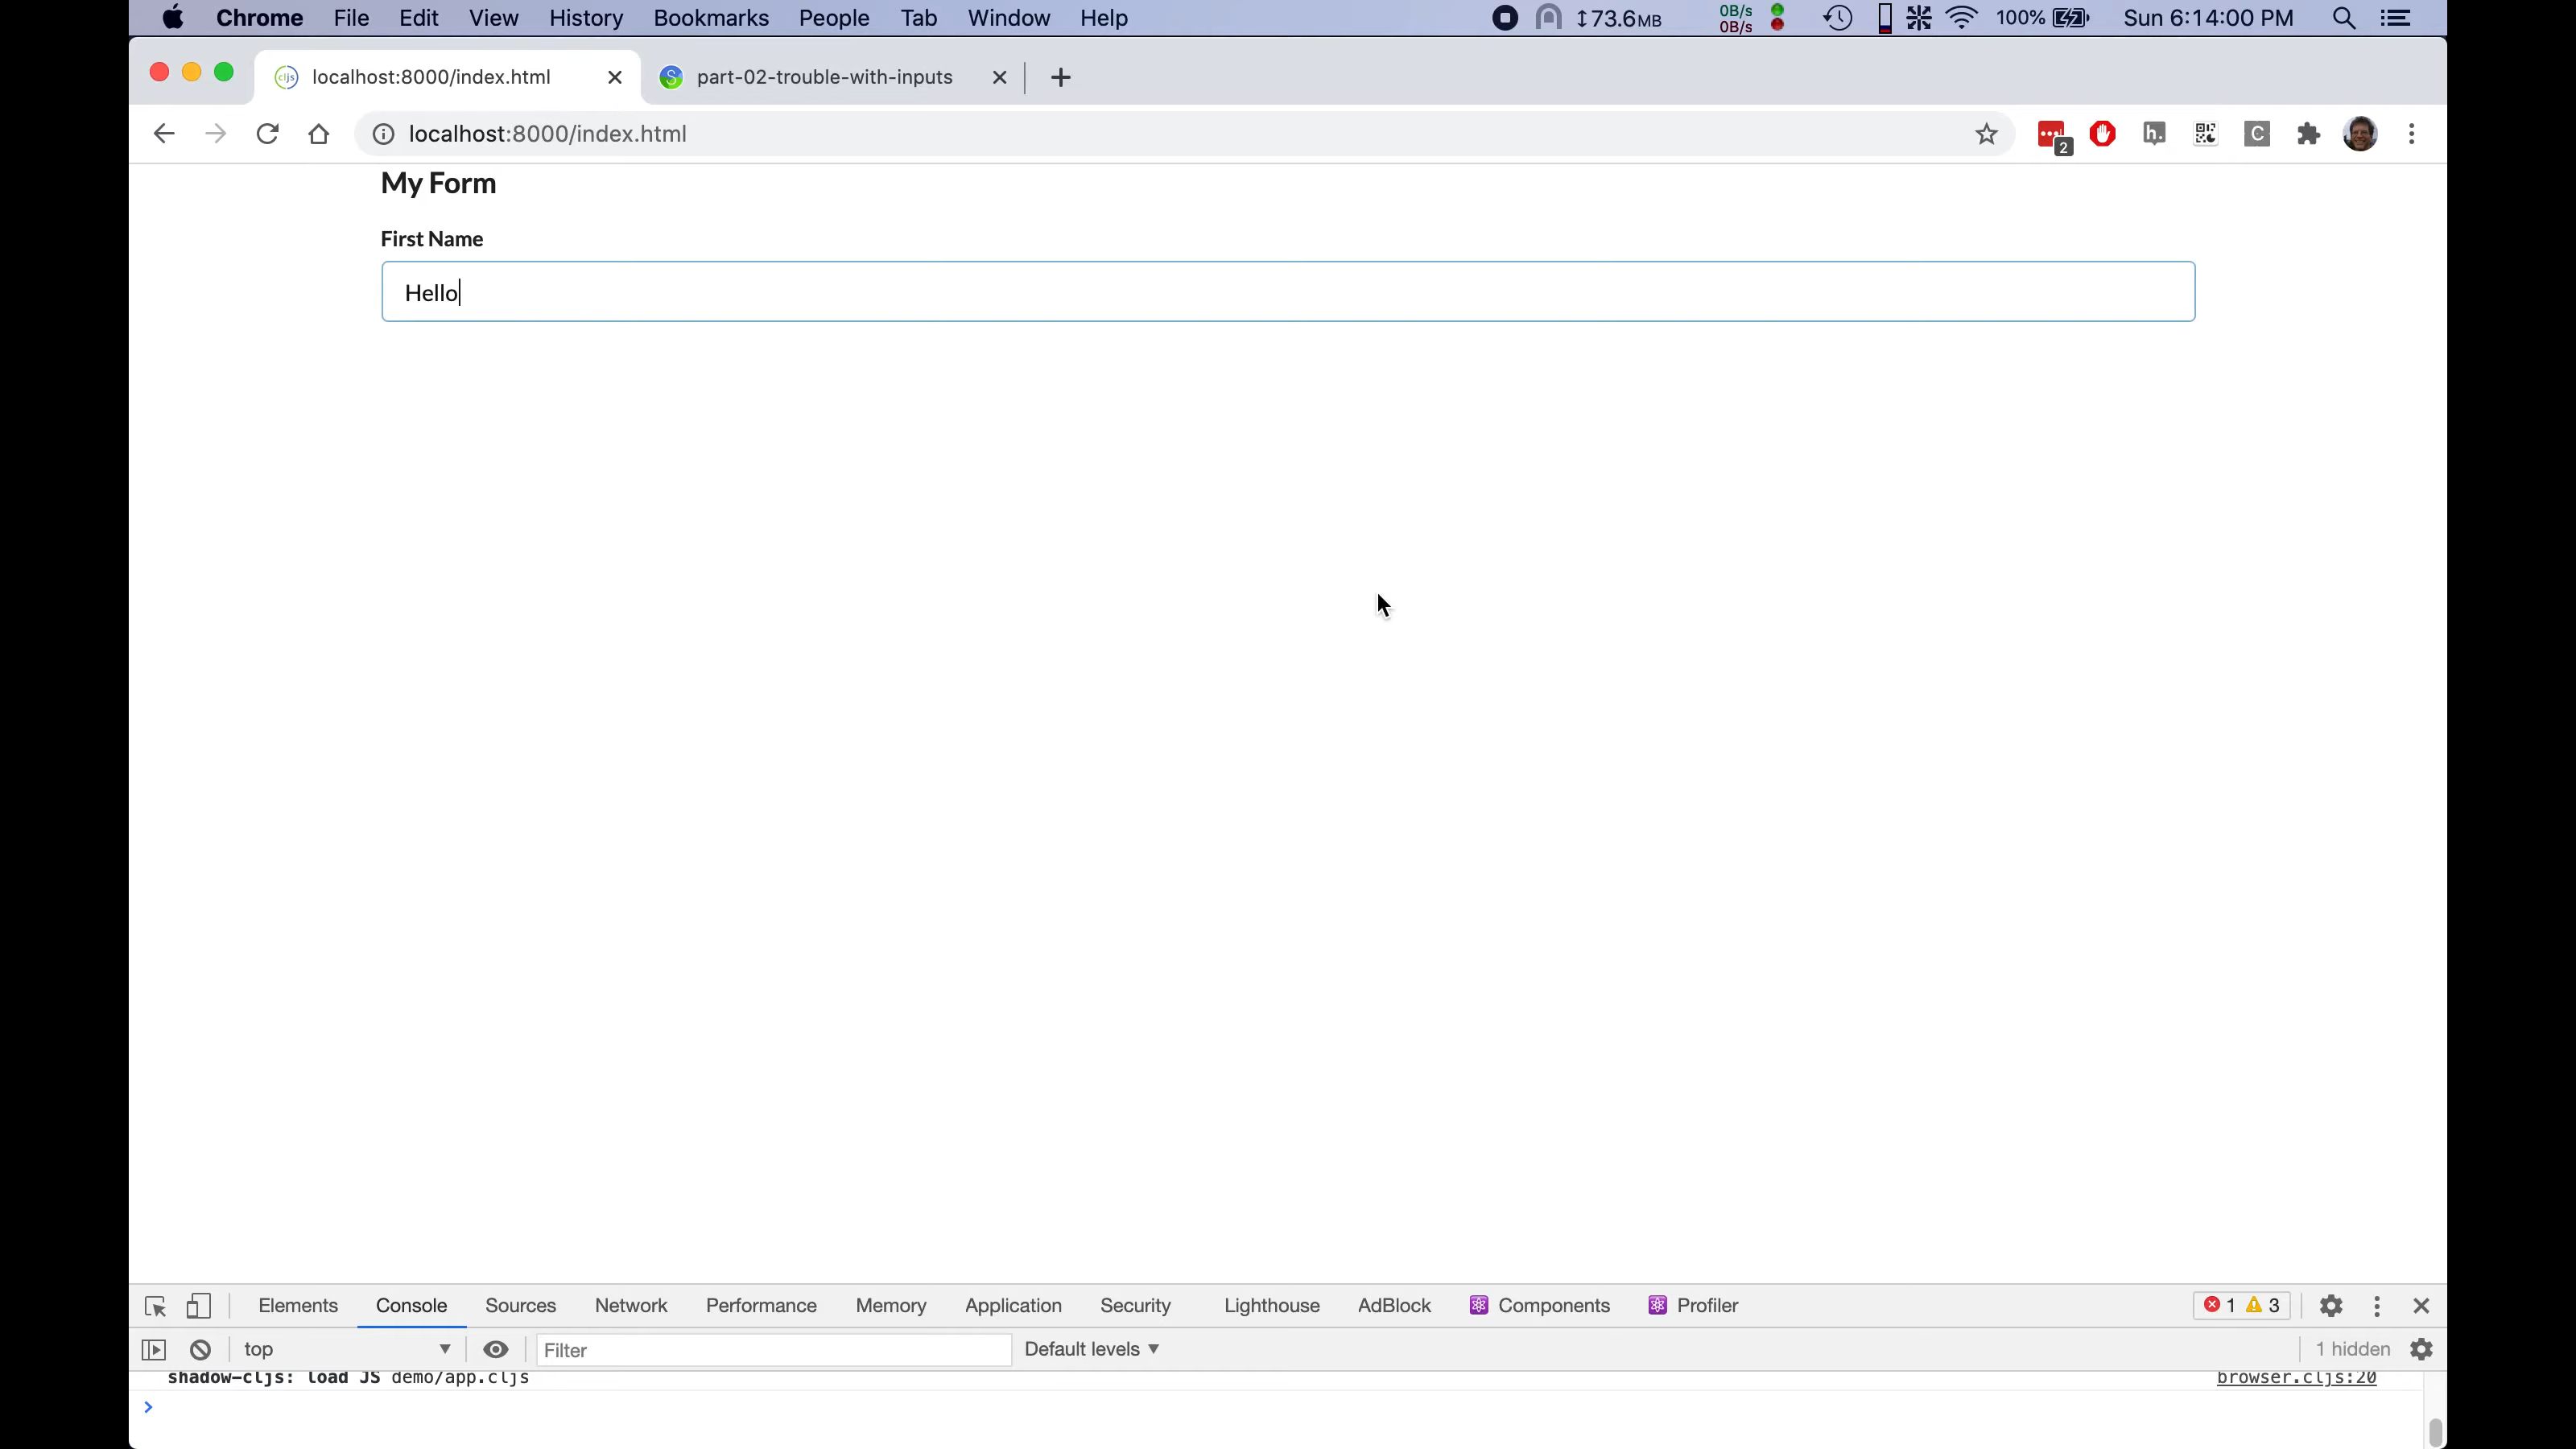 Chrome File Edit View History Bookmarks People Tab Window Help ↕73.6MB 0B/s 0B/s 100% Sun 6:14:00 PM
cljs localhost:8000/index.html S part-02-trouble-with-inputs
localhost:8000/index.html h. C 2
My Form
First Name
Hello
Elements Console Sources Network Performance Memory Application Security Lighthouse AdBlock Components Profiler 1 3
top Filter Default levels 1 hidden
shadow-cljs: load JS demo/app.cljs browser.cljs:20